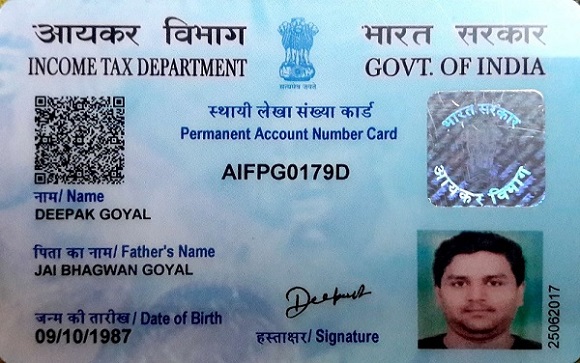 आयकर विभाग
INCOME TAX DEPARTMENT
सत्यमेव जयते
भारत सरकार
GOVT. OF INDIA
स्थायी लेखा संख्या कार्ड
Permanent Account Number Card
AIFPG0179D
भारत सरकार
आयकर विभाग
नाम/ Name
DEEPAK GOYAL
पिता का नाम/ Father's Name
JAI BHAGWAN GOYAL
जन्म की तारीख/ Date of Birth
09/10/1987
Deepak
हस्ताक्षर/ Signature
25062017